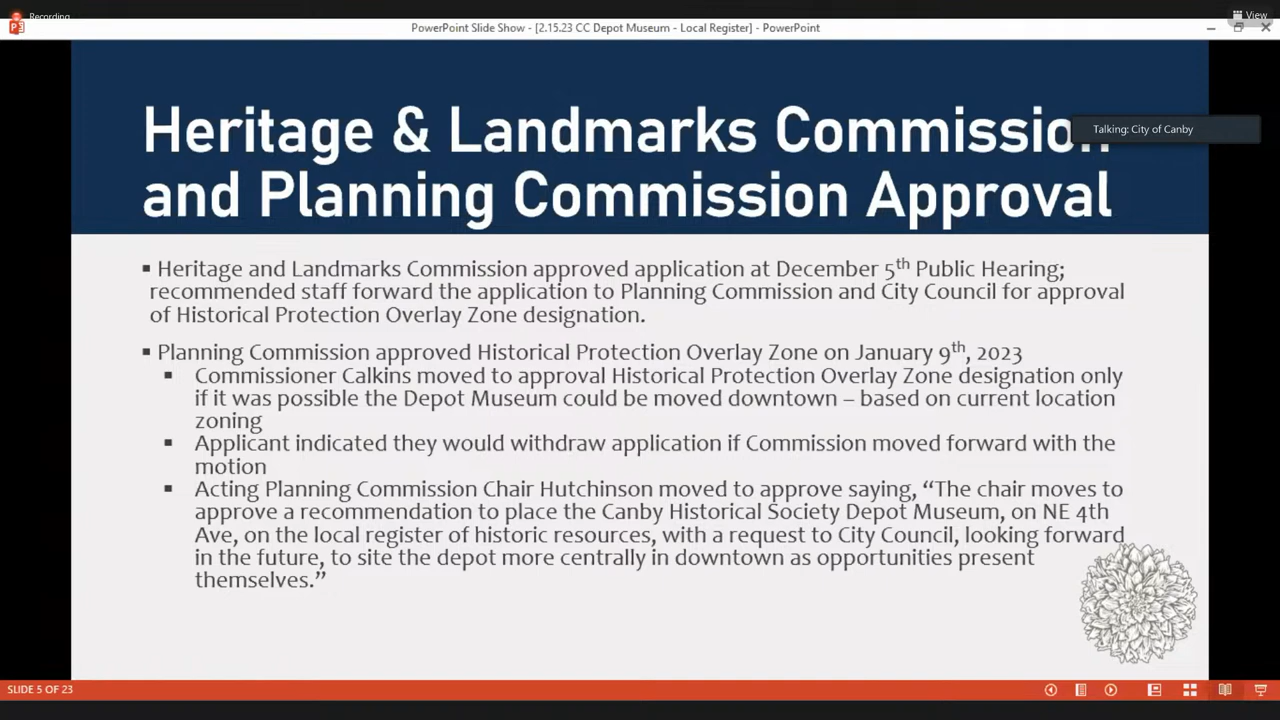 Recording
View
PowerPoint Slide Show - [2.15.23 CC Depot Museum - Local Register] - PowerPoint
Heritage & Landmarks Commission
Talking: City of Canby
and Planning Commission Approval
▪ Heritage and Landmarks Commission approved application at December 5th Public Hearing;
recommended staff forward the application to Planning Commission and City Council for approval
of Historical Protection Overlay Zone designation.
▪ Planning Commission approved Historical Protection Overlay Zone on January 9th, 2023
▪ Commissioner Calkins moved to approval Historical Protection Overlay Zone designation only
if it was possible the Depot Museum could be moved downtown – based on current location
zoning
▪ Applicant indicated they would withdraw application if Commission moved forward with the
motion
▪ Acting Planning Commission Chair Hutchinson moved to approve saying, “The chair moves to
approve a recommendation to place the Canby Historical Society Depot Museum, on NE 4th
Ave, on the local register of historic resources, with a request to City Council, looking forward
in the future, to site the depot more centrally in downtown as opportunities present
themselves.”
SLIDE 5 OF 23